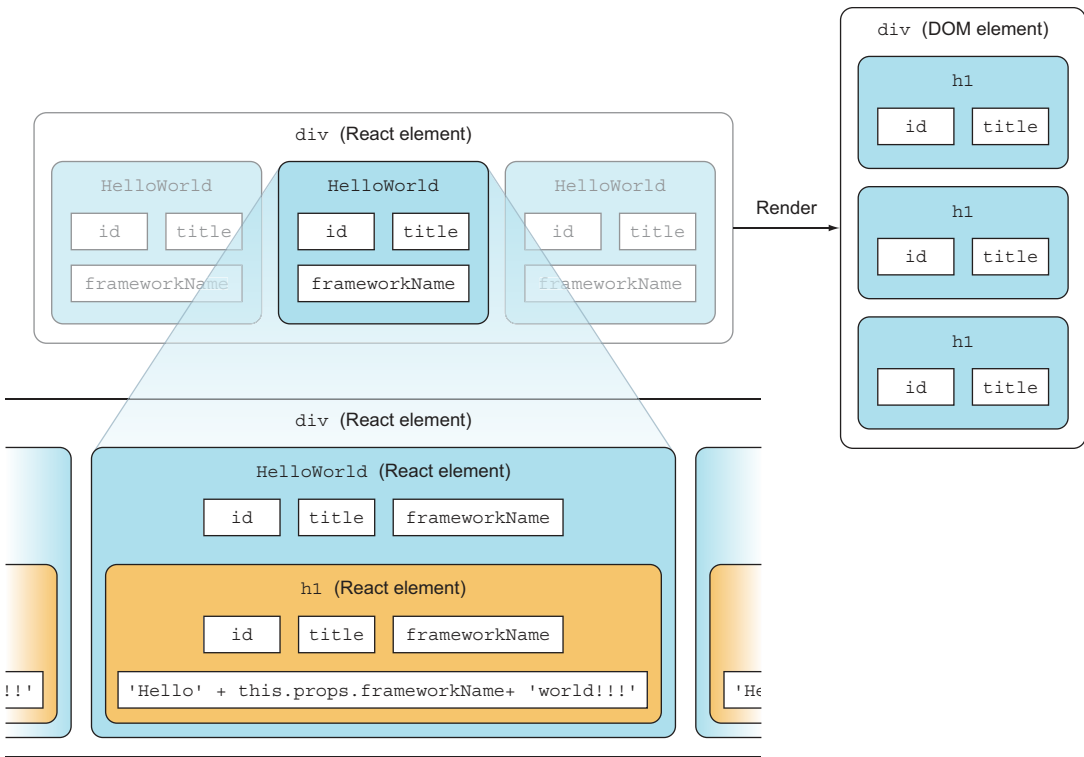 div (React element)
HelloWorld
id title
frameworkName
HelloWorld
id title
frameworkName
HelloWorld
id title
frameworkName
Render
div (DOM element)
h1
id title
h1
id title
h1
id title
div (React element)
HelloWorld (React element)
id title frameworkName
h1 (React element)
id title frameworkName
!!'
'Hello' + this.props.frameworkName+ 'world!!!'
'He